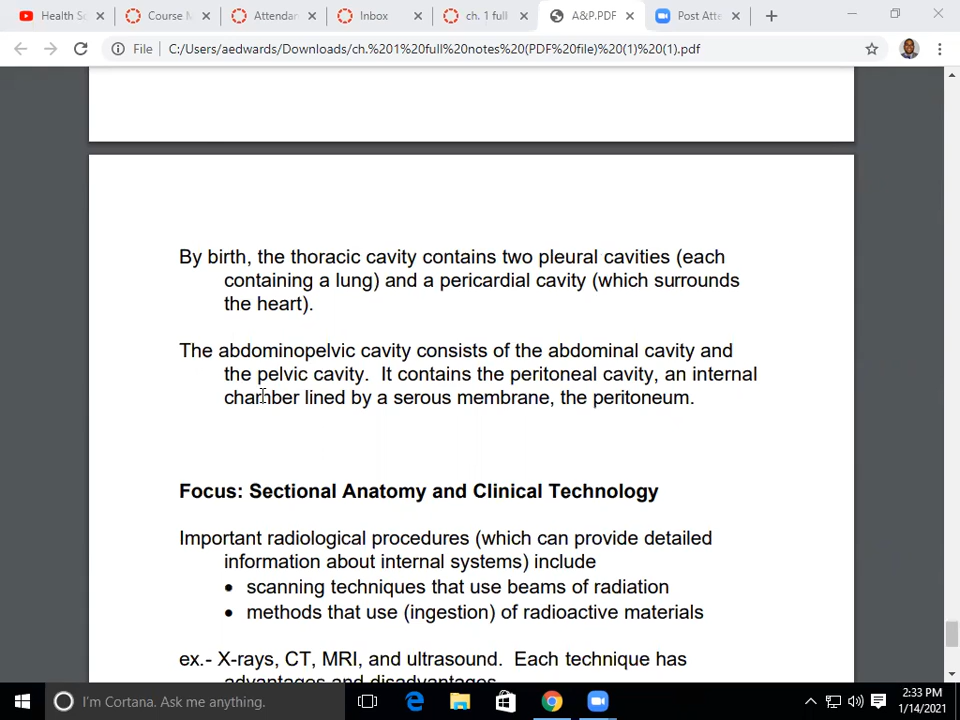 Health Sc
Course M
Attendan
Inbox
ch. 1 full
A&P.PDF
Post Atte
File
C:/Users/aedwards/Downloads/ch.%201%20full%20notes%20(PDF%20file)%20(1)%20(1).pdf
By birth, the thoracic cavity contains two pleural cavities (each
containing a lung) and a pericardial cavity (which surrounds
the heart).
The abdominopelvic cavity consists of the abdominal cavity and
the pelvic cavity. It contains the peritoneal cavity, an internal
chamber lined by a serous membrane, the peritoneum.
Focus: Sectional Anatomy and Clinical Technology
Important radiological procedures (which can provide detailed
information about internal systems) include
• scanning techniques that use beams of radiation
• methods that use (ingestion) of radioactive materials
ex.- X-rays, CT, MRI, and ultrasound. Each technique has
advantages and disadvantages.
I'm Cortana. Ask me anything.
2:33 PM
1/14/2021